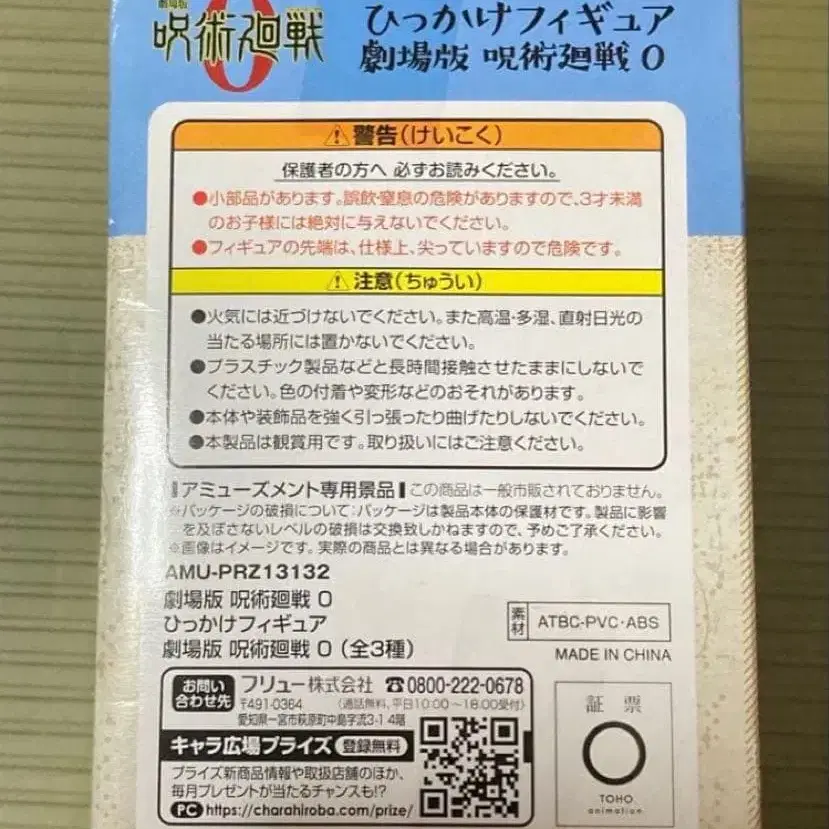 劇場版
呪術廻戦
0
ひっかけフィギュア
劇場版 呪術廻戦 0
⚠警告(けいこく)
保護者の方へ 必ずお読みください。
●小部品があります。誤飲・窒息の危険がありますので、3才未満
のお子様には絶対に与えないでください。
●フィギュアの先端は、仕様上、尖っていますので危険です。
⚠注意(ちゅうい)
●火気には近づけないでください。また高温・多湿、直射日光の
当たる場所には置かないでください。
●プラスチック製品などと長時間接触させたままにしないで
ください。色の付着や変形などのおそれがあります。
●本体や装飾品を強く引っ張ったり曲げたりしないでください。
●本製品は観賞用です。取り扱いにはご注意ください。
アミューズメント専用景品 この商品は一般市販されておりません。
※パッケージの破損について:パッケージは製品本体の保護材です。製品に影響
を及ぼさないレベルの破損は交換致しかねますので、予めご了承ください。
※画像はイメージです。実際の商品とは異なる場合があります。
AMU-PRZ13132
劇場版 呪術廻戦 0
ひっかけフィギュア
劇場版 呪術廻戦 0 (全3種)
素材 ATBC-PVC・ABS
MADE IN CHINA
お問い合わせ先
フリュー株式会社 ☎0800-222-0678
〒491-0364 (通話無料、平日10:00〜18:00受付)
愛知県一宮市萩原町中島字流3-1 4階
キャラ広場プライズ 登録無料
プライズ新商品情報や取扱店舗のほか、
毎月プレゼントが当たるチャンスも!?
PC https://charahiroba.com/prize/
証票
TOHO
animation